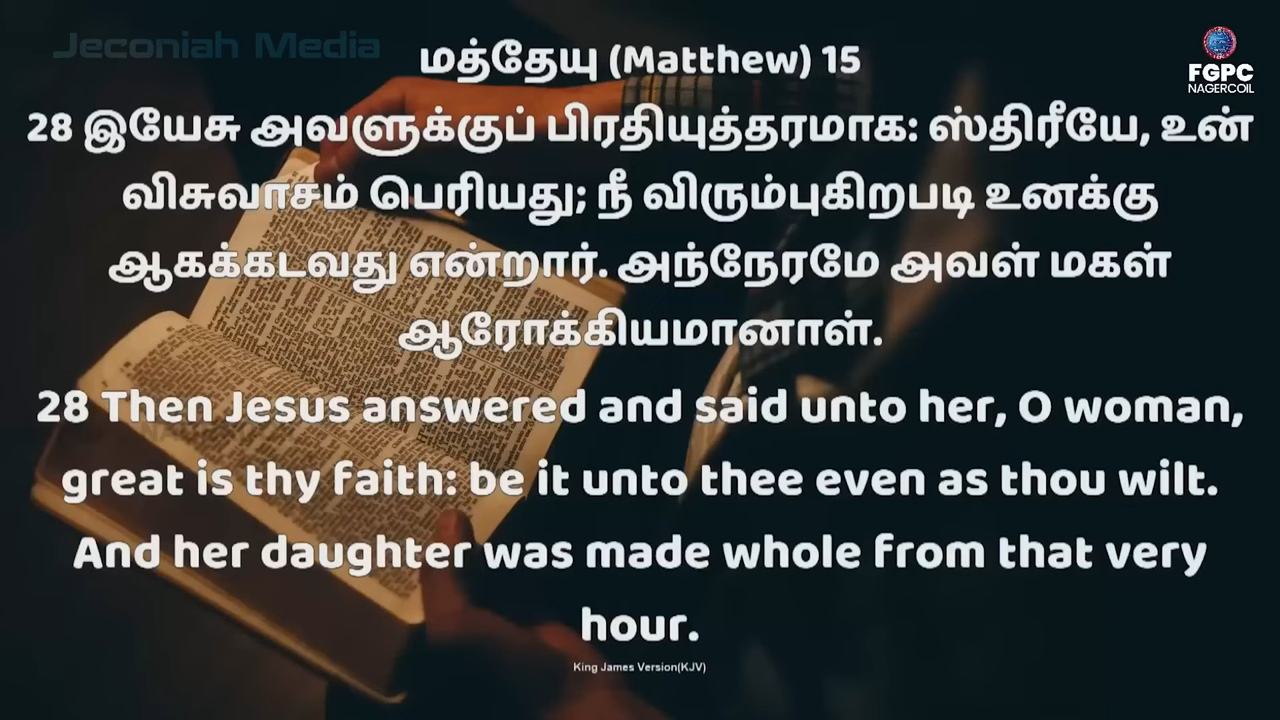 Jeconiah Media
மத்தேயு (Matthew) 15
FGPC
NAGERCOIL
28 இயேசு அவளுக்குப் பிரதியுத்தரமாக: ஸ்திரீயே, உன்
விசுவாசம் பெரியது; நீ விரும்புகிறபடி உனக்கு
ஆகக்கடவது என்றார். அந்நேரமே அவள் மகள்
ஆரோக்கியமானாள்.
28 Then Jesus answered and said unto her, O woman,
great is thy faith: be it unto thee even as thou wilt.
And her daughter was made whole from that very
hour.
King James Version(KJV)